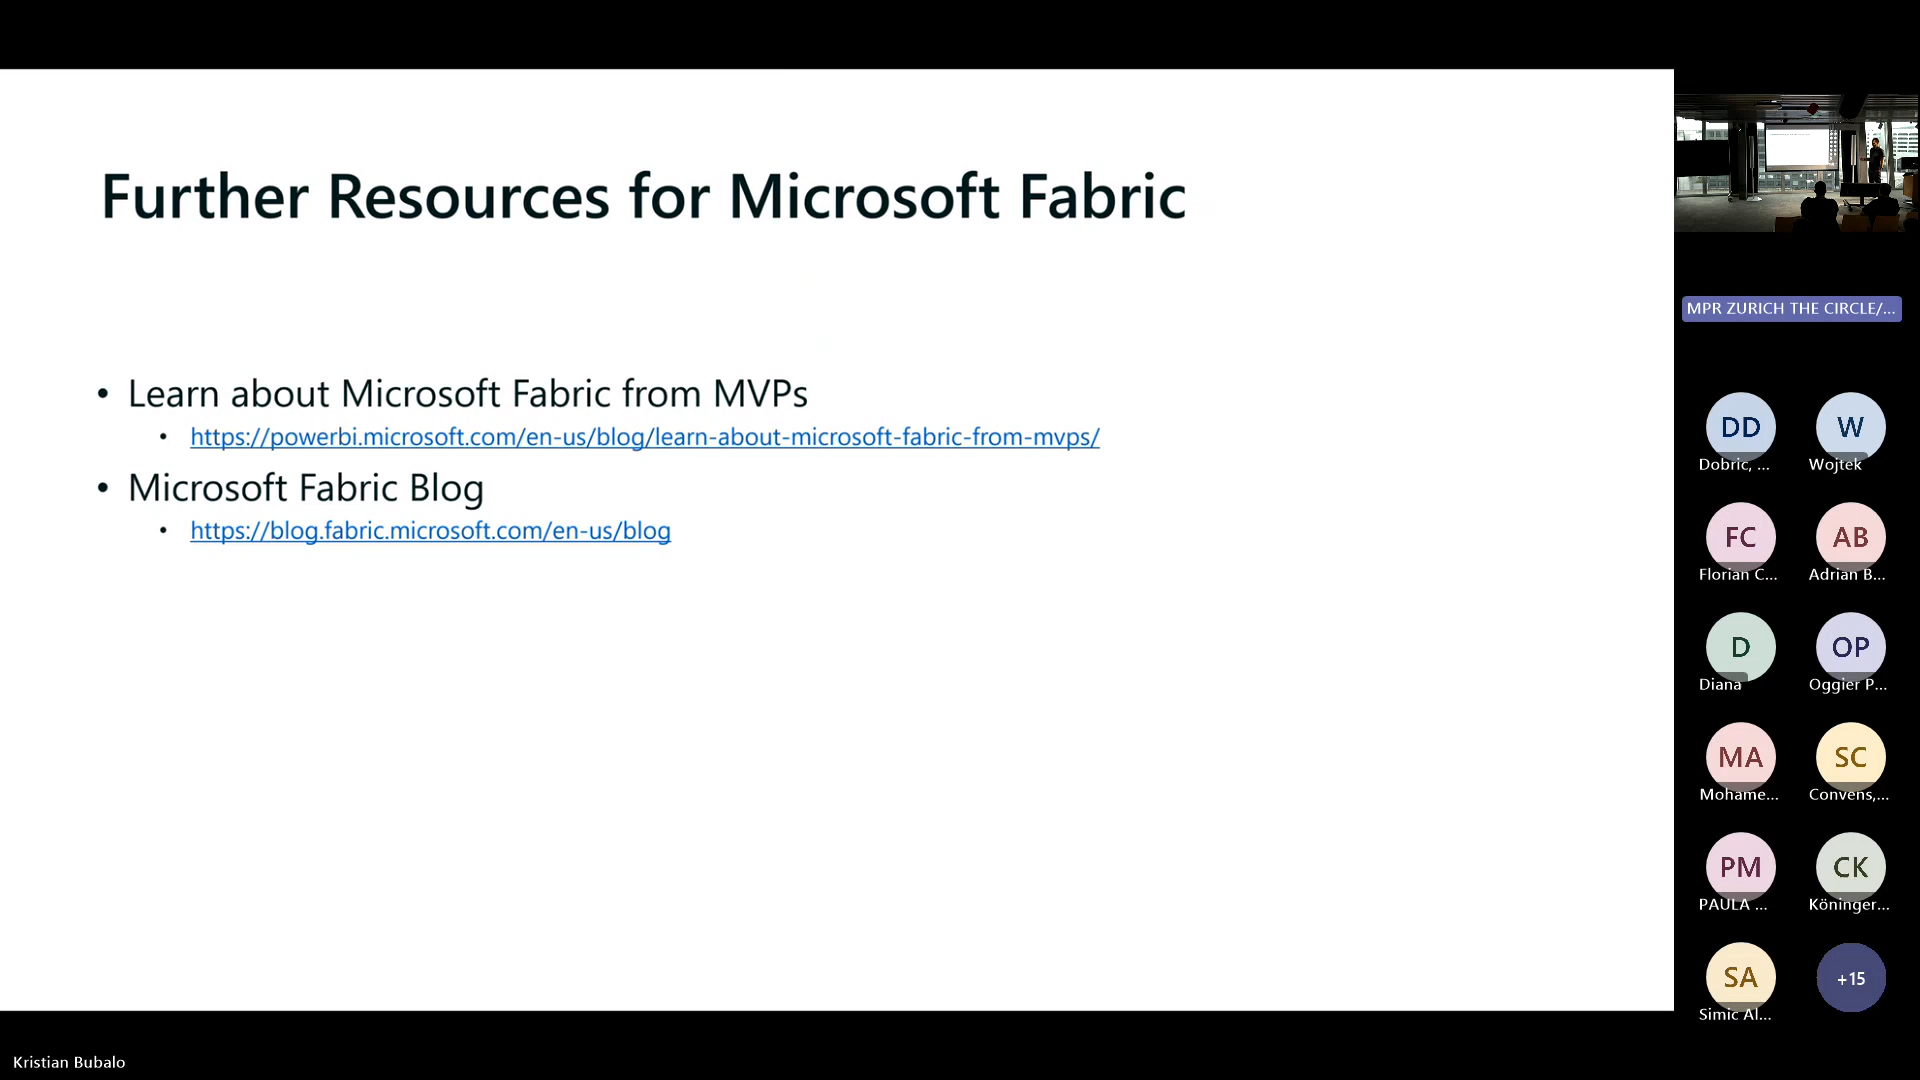 Further Resources for Microsoft Fabric
• Learn about Microsoft Fabric from MVPs
• https://powerbi.microsoft.com/en-us/blog/learn-about-microsoft-fabric-from-mvps/
• Microsoft Fabric Blog
• https://blog.fabric.microsoft.com/en-us/blog
MPR ZURICH THE CIRCLE/...
DD W
Dobric, ... Wojtek
FC AB
Florian C... Adrian B...
D OP
Diana Oggier P...
MA SC
Mohame... Convens,...
PM CK
PAULA ... Köninger...
SA +15
Simic Al...
Kristian Bubalo